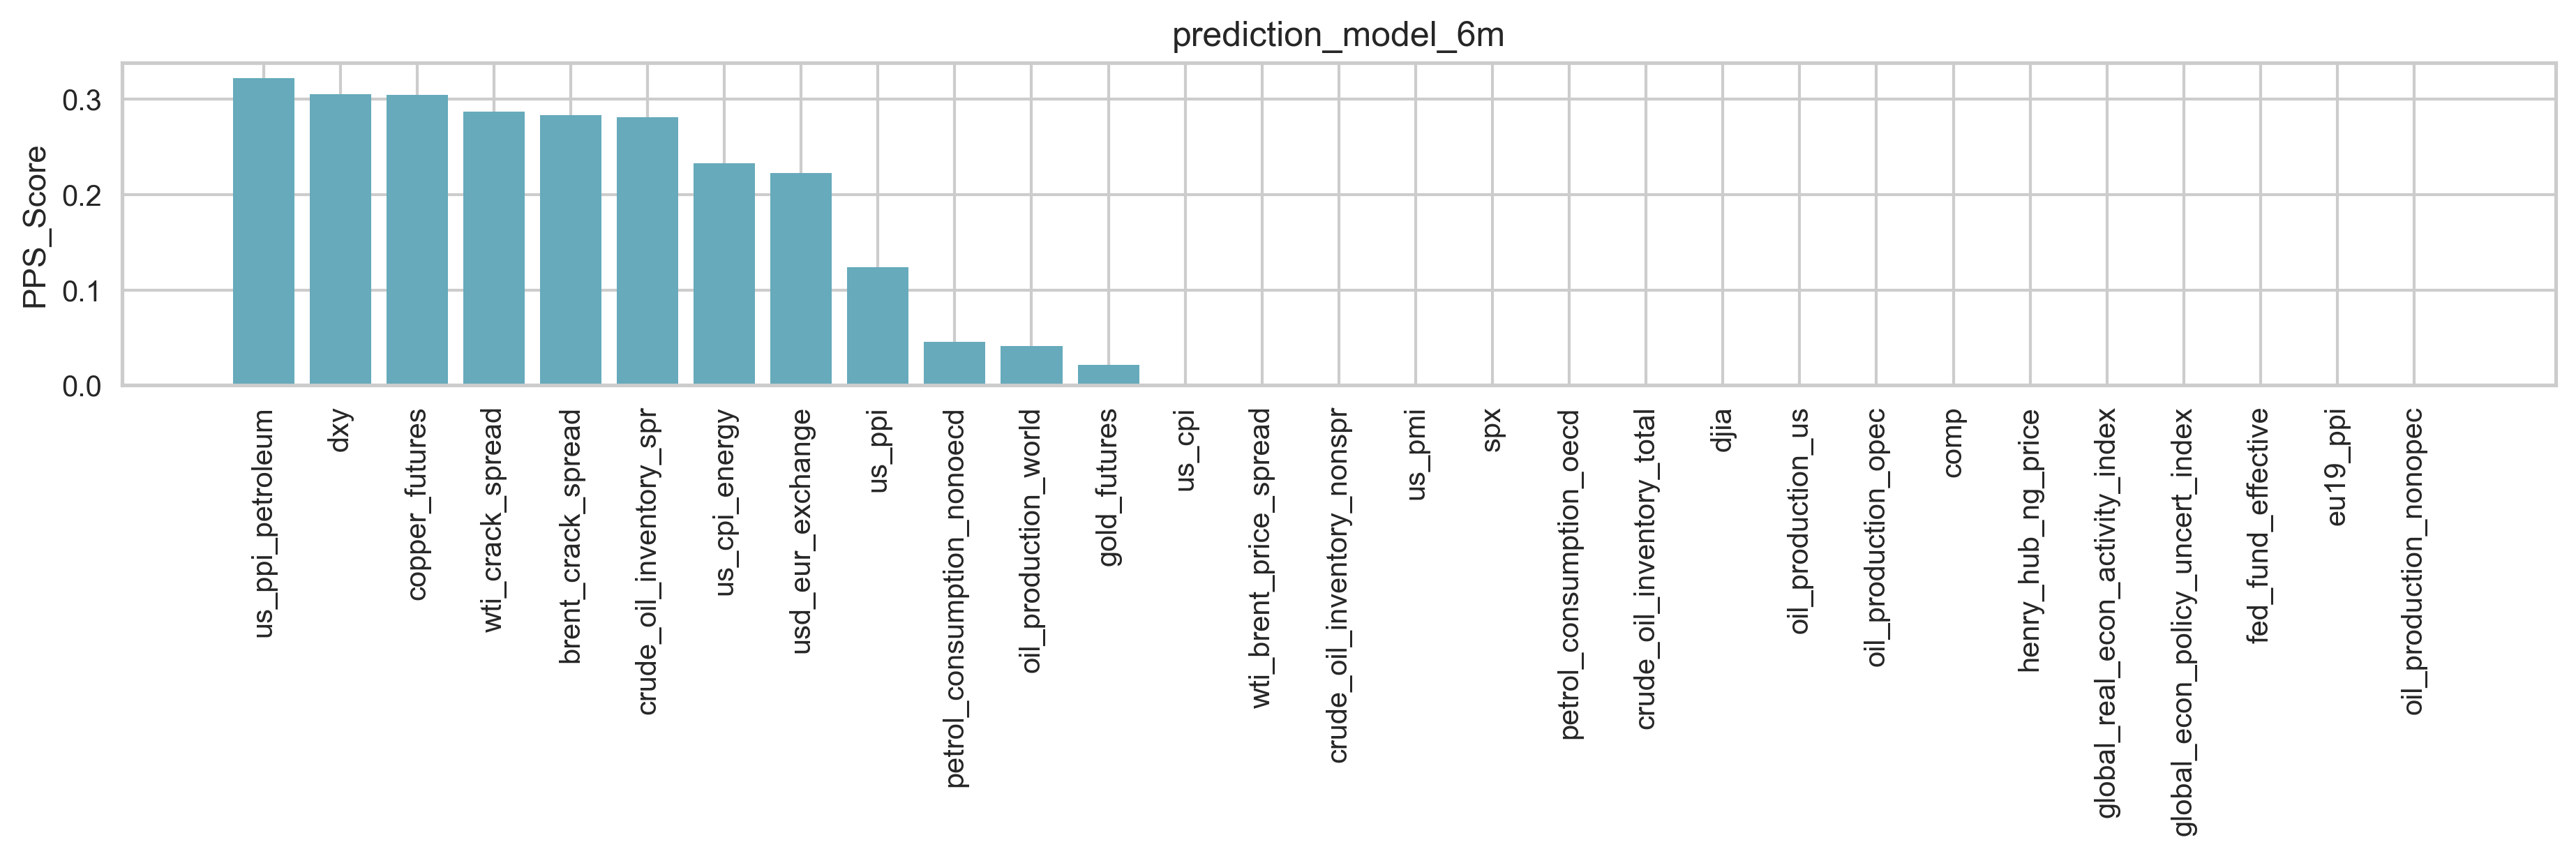 prediction_model_6m
PPS_Score
0.3
0.2
0.1
0.0
us_ppi_petroleum
dxy
copper_futures
wti_crack_spread
brent_crack_spread
crude_oil_inventory_spr
us_cpi_energy
usd_eur_exchange
us_ppi
petrol_consumption_nonoecd
oil_production_world
gold_futures
us_cpi
wti_brent_price_spread
crude_oil_inventory_nonspr
us_pmi
spx
petrol_consumption_oecd
crude_oil_inventory_total
djia
oil_production_us
oil_production_opec
comp
henry_hub_ng_price
global_real_econ_activity_index
global_econ_policy_uncert_index
fed_fund_effective
eu19_ppi
oil_production_nonopec